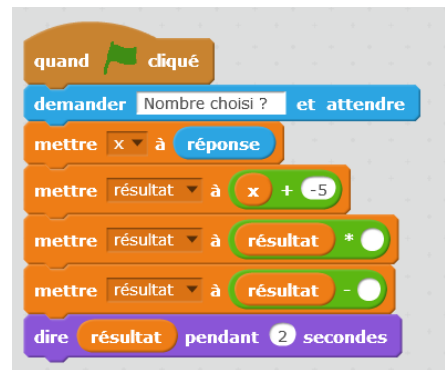 quand cliqué
demander Nombre choisi ? et attendre
mettre x à réponse
mettre résultat à x + -5
mettre résultat à résultat *
mettre résultat à résultat -
dire résultat pendant 2 secondes